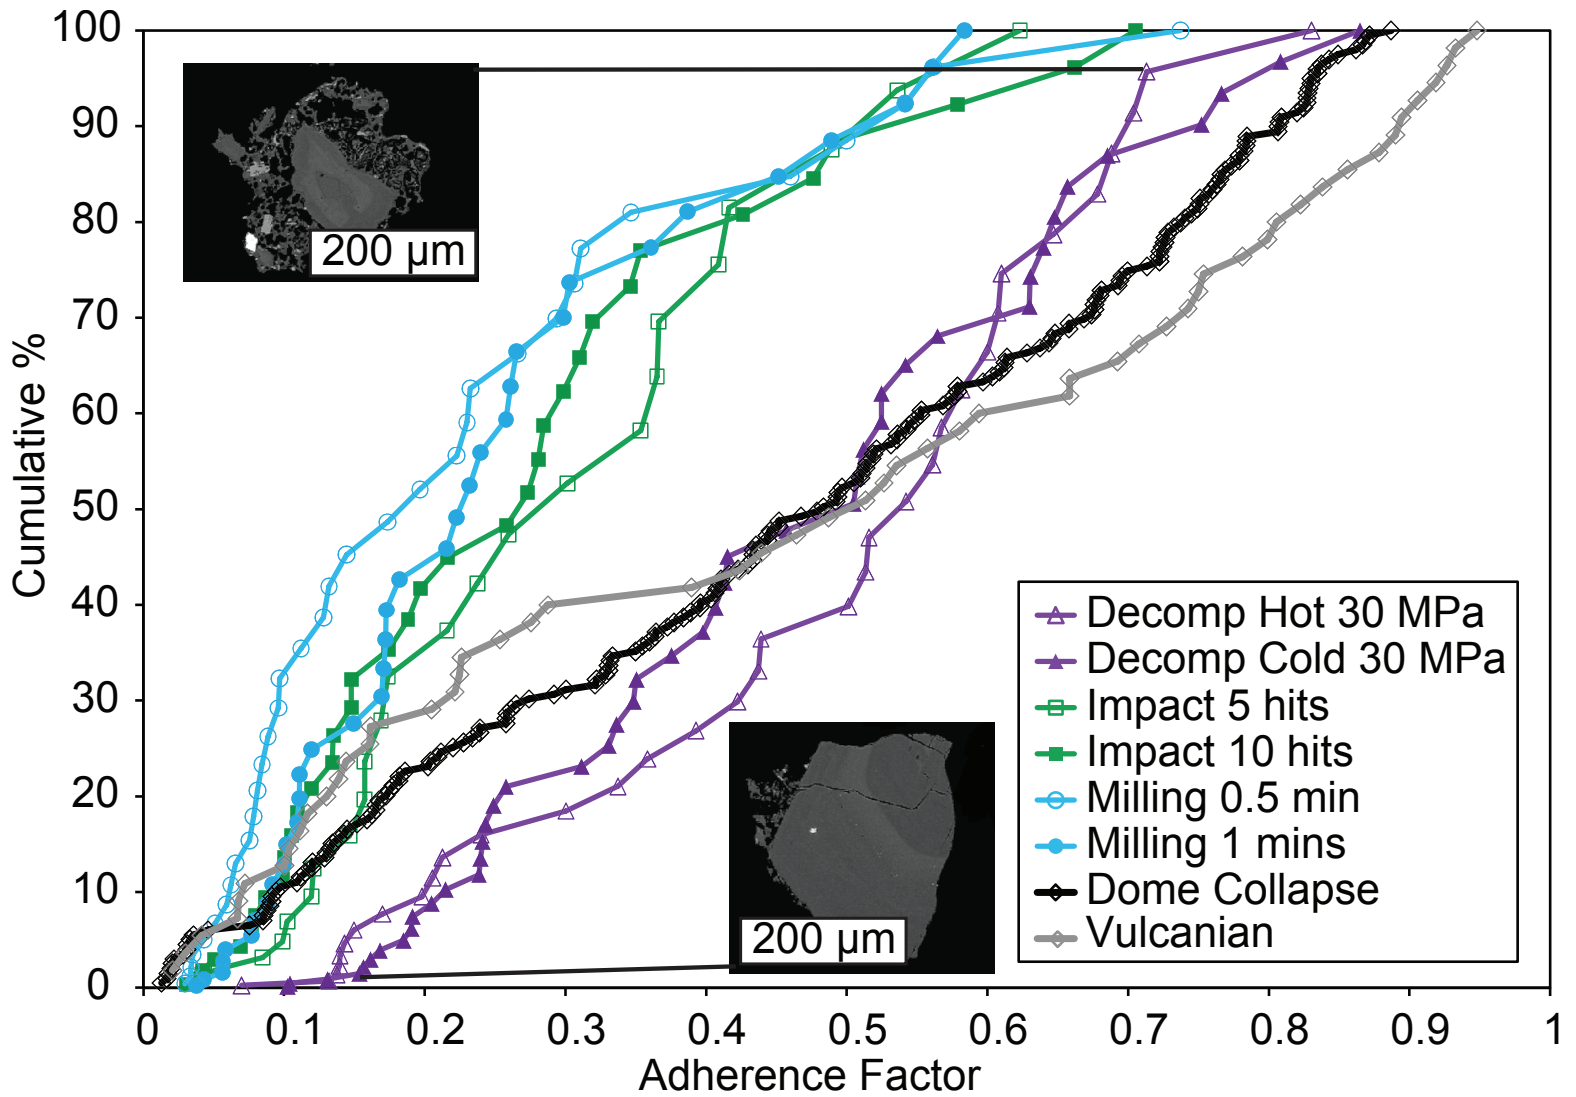 100
90
80
70
60
50
40
30
20
10
0
Cumulative %
200 µm
200 µm
Decomp Hot 30 MPa
Decomp Cold 30 MPa
Impact 5 hits
Impact 10 hits
Milling 0.5 min
Milling 1 mins
Dome Collapse
Vulcanian
0 0.1 0.2 0.3 0.4 0.5 0.6 0.7 0.8 0.9 1
Adherence Factor